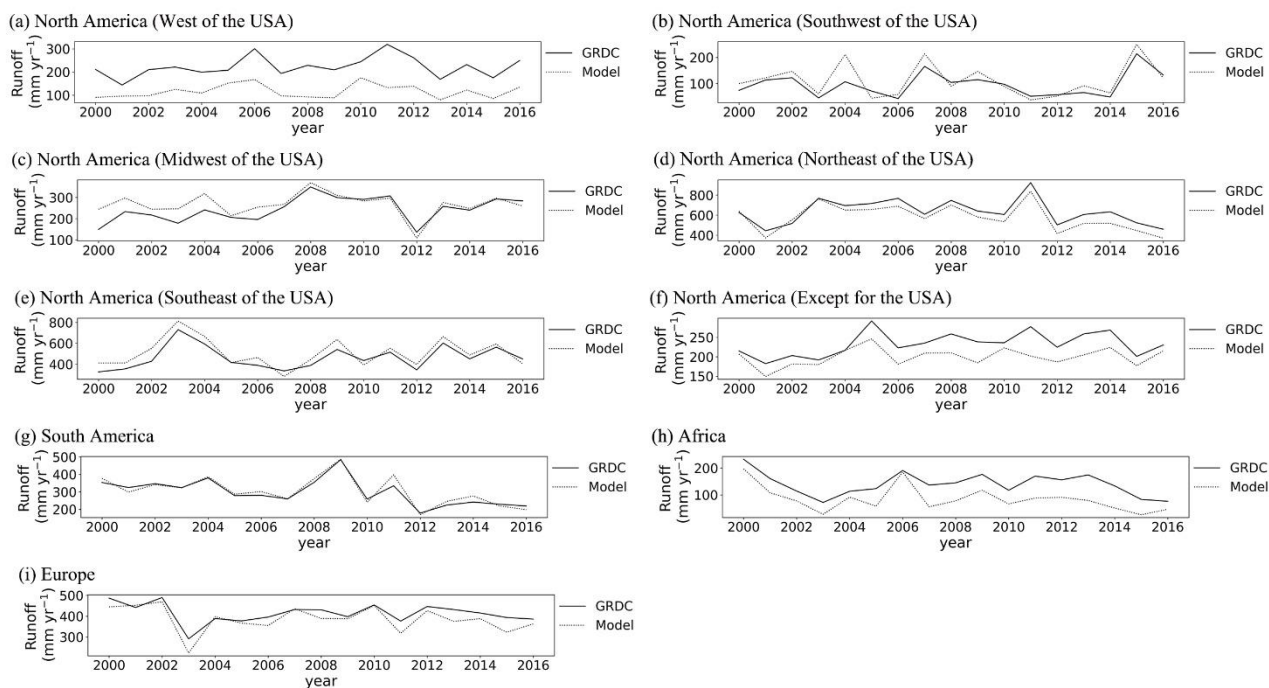 (a) North America (West of the USA)
300
200
100
Runoff
(mm yr⁻¹)
2000 2002 2004 2006 2008 2010 2012 2014 2016
year
GRDC
Model
(b) North America (Southwest of the USA)
200
100
Runoff
(mm yr⁻¹)
2000 2002 2004 2006 2008 2010 2012 2014 2016
year
GRDC
Model
(c) North America (Midwest of the USA)
300
200
100
Runoff
(mm yr⁻¹)
2000 2002 2004 2006 2008 2010 2012 2014 2016
year
GRDC
Model
(d) North America (Northeast of the USA)
800
600
400
Runoff
(mm yr⁻¹)
2000 2002 2004 2006 2008 2010 2012 2014 2016
year
GRDC
Model
(e) North America (Southeast of the USA)
800
600
400
Runoff
(mm yr⁻¹)
2000 2002 2004 2006 2008 2010 2012 2014 2016
year
GRDC
Model
(f) North America (Except for the USA)
250
200
150
Runoff
(mm yr⁻¹)
2000 2002 2004 2006 2008 2010 2012 2014 2016
year
GRDC
Model
(g) South America
500
400
300
200
Runoff
(mm yr⁻¹)
2000 2002 2004 2006 2008 2010 2012 2014 2016
year
GRDC
Model
(h) Africa
200
100
Runoff
(mm yr⁻¹)
2000 2002 2004 2006 2008 2010 2012 2014 2016
year
GRDC
Model
(i) Europe
500
400
300
Runoff
(mm yr⁻¹)
2000 2002 2004 2006 2008 2010 2012 2014 2016
year
GRDC
Model